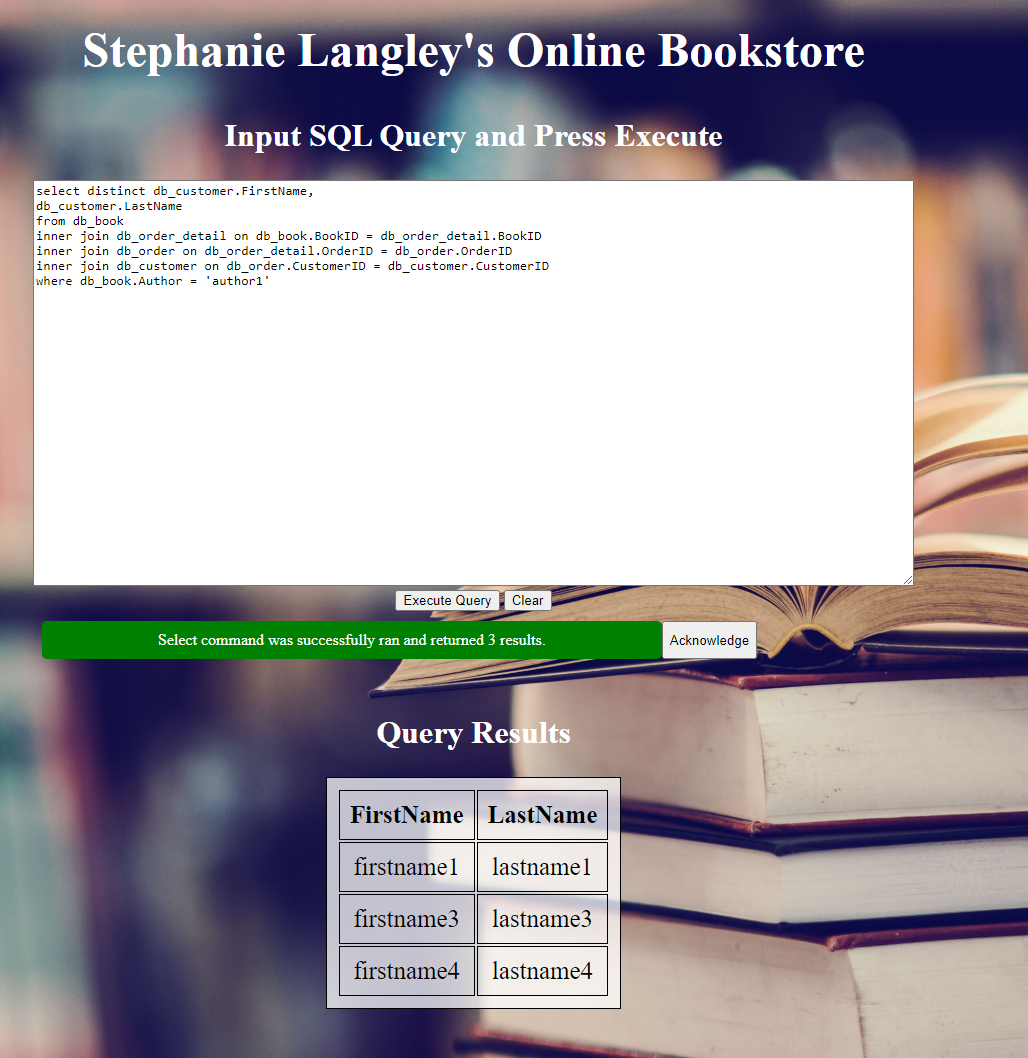 Stephanie Langley's Online Bookstore
Input SQL Query and Press Execute
select distinct db_customer.FirstName,
db_customer.LastName
from db_book
inner join db_order_detail on db_book.BookID = db_order_detail.BookID
inner join db_order on db_order_detail.OrderID = db_order.OrderID
inner join db_customer on db_order.CustomerID = db_customer.CustomerID
where db_book.Author = 'author1'
Execute Query Clear
Select command was successfully ran and returned 3 results. Acknowledge
Query Results
FirstName LastName
firstname1 lastname1
firstname3 lastname3
firstname4 lastname4